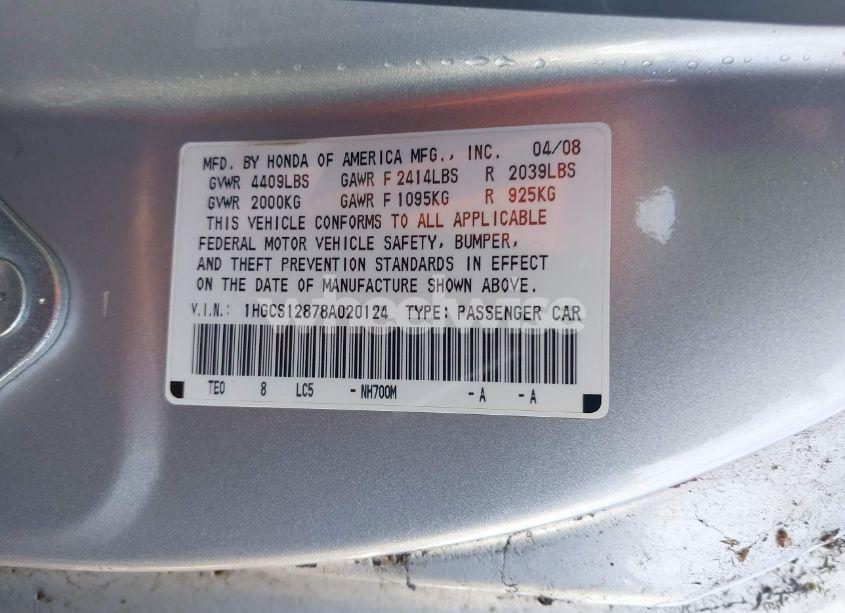 MFD. BY HONDA OF AMERICA MFG., INC. 04/08
GVWR 4409LBS GAWR F 2414LBS R 2039LBS
GVWR 2000KG GAWR F 1095KG R 925KG
THIS VEHICLE CONFORMS TO ALL APPLICABLE
FEDERAL MOTOR VEHICLE SAFETY, BUMPER,
AND THEFT PREVENTION STANDARDS IN EFFECT
ON THE DATE OF MANUFACTURE SHOWN ABOVE.
V.I.N.: 1HGCS12878A020124 TYPE: PASSENGER CAR
TE0 8 LC5 - NH700M - A - A
wheelwise